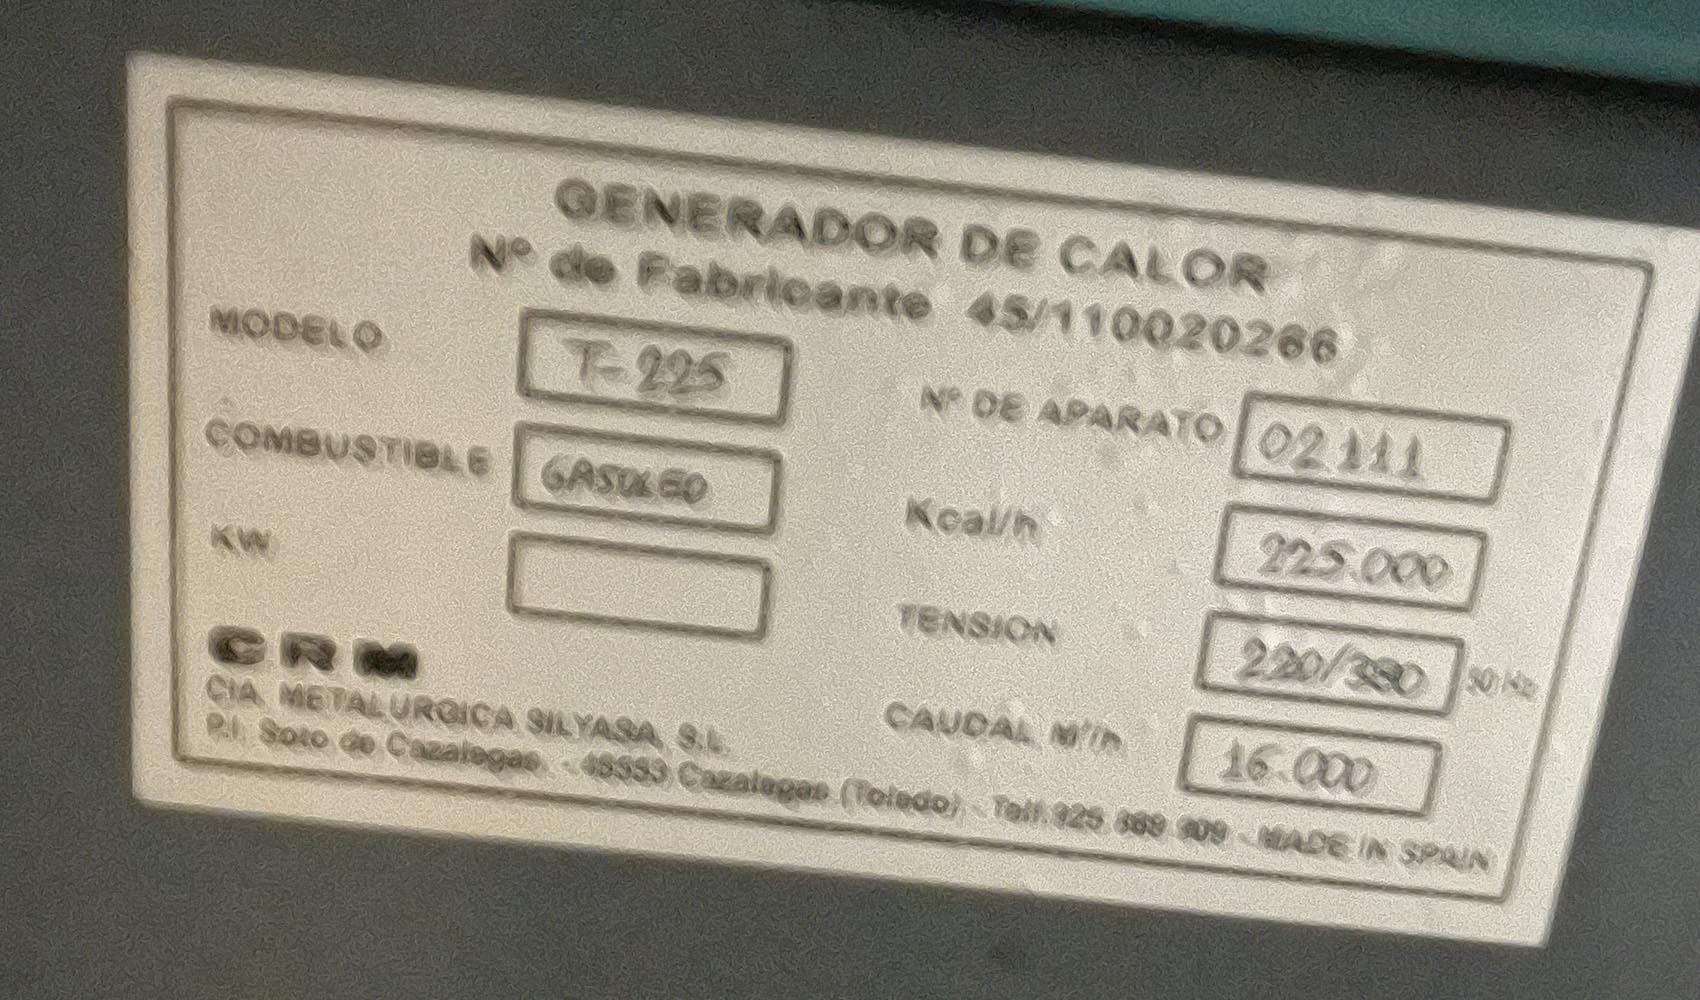 GENERADOR DE CALOR
Nº de Fabricante 45/110020266
MODELO T-225
Nº DE APARATO 02111
COMBUSTIBLE GASOLEO
Kcal/h 225.000
KW
TENSION 220/380 50 Hz
CAUDAL M³/h 16.000
CRM
CIA. METALURGICA SILYASA, S.L.
P.I. Soto de Cazalegas. - Cazalegas (Toledo) - Telf. 925 - MADE IN SPAIN